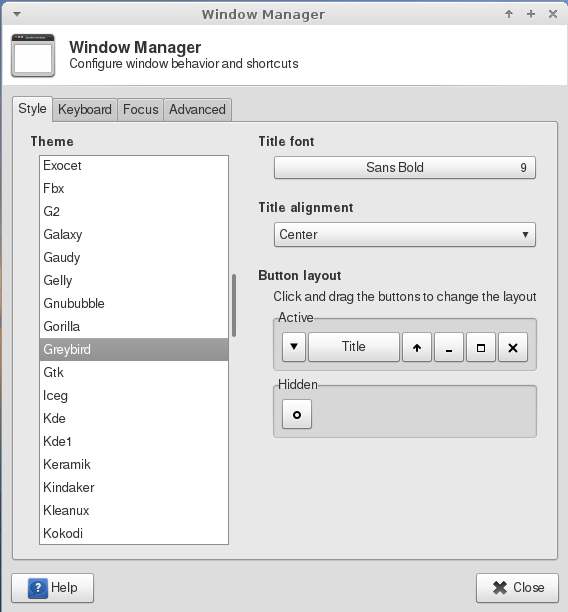 Window Manager
Window Manager
Configure window behavior and shortcuts
Style Keyboard Focus Advanced
Theme
Exocet
Fbx
G2
Galaxy
Gaudy
Gelly
Gnububble
Gorilla
Greybird
Gtk
Iceg
Kde
Kde1
Keramik
Kindaker
Kleanux
Kokodi
Title font
Sans Bold 9
Title alignment
Center
Button layout
Click and drag the buttons to change the layout
Active
Title
Hidden
Help
Close